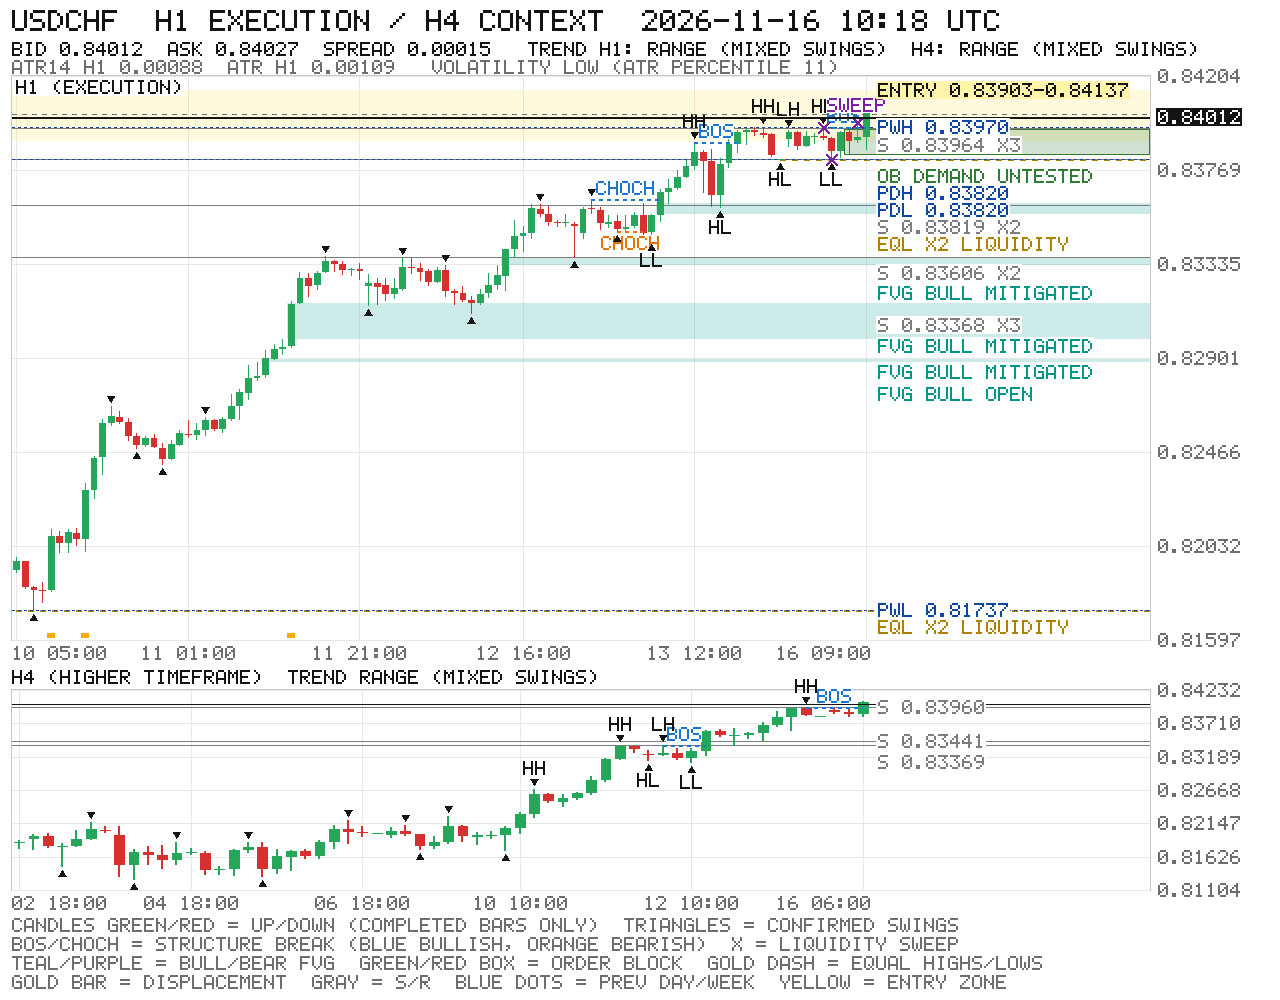 USDCHF H1 EXECUTION / H4 CONTEXT 2026-11-16 10:18 UTC
BID 0.84012 ASK 0.84027 SPREAD 0.00015 TREND H1: RANGE (MIXED SWINGS) H4: RANGE (MIXED SWINGS)
ATR14 H1 0.00088 ATR H1 0.00109 VOLATILITY LOW (ATR PERCENTILE 11)
H1 (EXECUTION)
0.84204
ENTRY 0.83903-0.84137
HH LH SWEEP
0.84012
HH BOS
PWH 0.83970
S 0.83964 X3
0.83769
OB DEMAND UNTESTED
HL LL
CHOCH
PDH 0.83820
PDL 0.83820
S 0.83819 X2
HL
EQL X2 LIQUIDITY
CHOCH
LL
0.83335
S 0.83606 X2
FVG BULL MITIGATED
S 0.83368 X3
FVG BULL MITIGATED
0.82901
FVG BULL MITIGATED
FVG BULL OPEN
0.82466
0.82032
PWL 0.81737
EQL X2 LIQUIDITY
0.81597
10 05:00 11 01:00 11 21:00 12 16:00 13 12:00 16 09:00
H4 (HIGHER TIMEFRAME) TREND RANGE (MIXED SWINGS)
0.84232
HH BOS
S 0.83960
0.83710
HH LH BOS
S 0.83441
0.83189
S 0.83369
HH HL LL
0.82668
0.82147
0.81626
0.81104
02 18:00 04 18:00 06 18:00 10 10:00 12 10:00 16 06:00
CANDLES GREEN/RED = UP/DOWN (COMPLETED BARS ONLY) TRIANGLES = CONFIRMED SWINGS
BOS/CHOCH = STRUCTURE BREAK (BLUE BULLISH, ORANGE BEARISH) X = LIQUIDITY SWEEP
TEAL/PURPLE = BULL/BEAR FVG GREEN/RED BOX = ORDER BLOCK GOLD DASH = EQUAL HIGHS/LOWS
GOLD BAR = DISPLACEMENT GRAY = S/R BLUE DOTS = PREV DAY/WEEK YELLOW = ENTRY ZONE